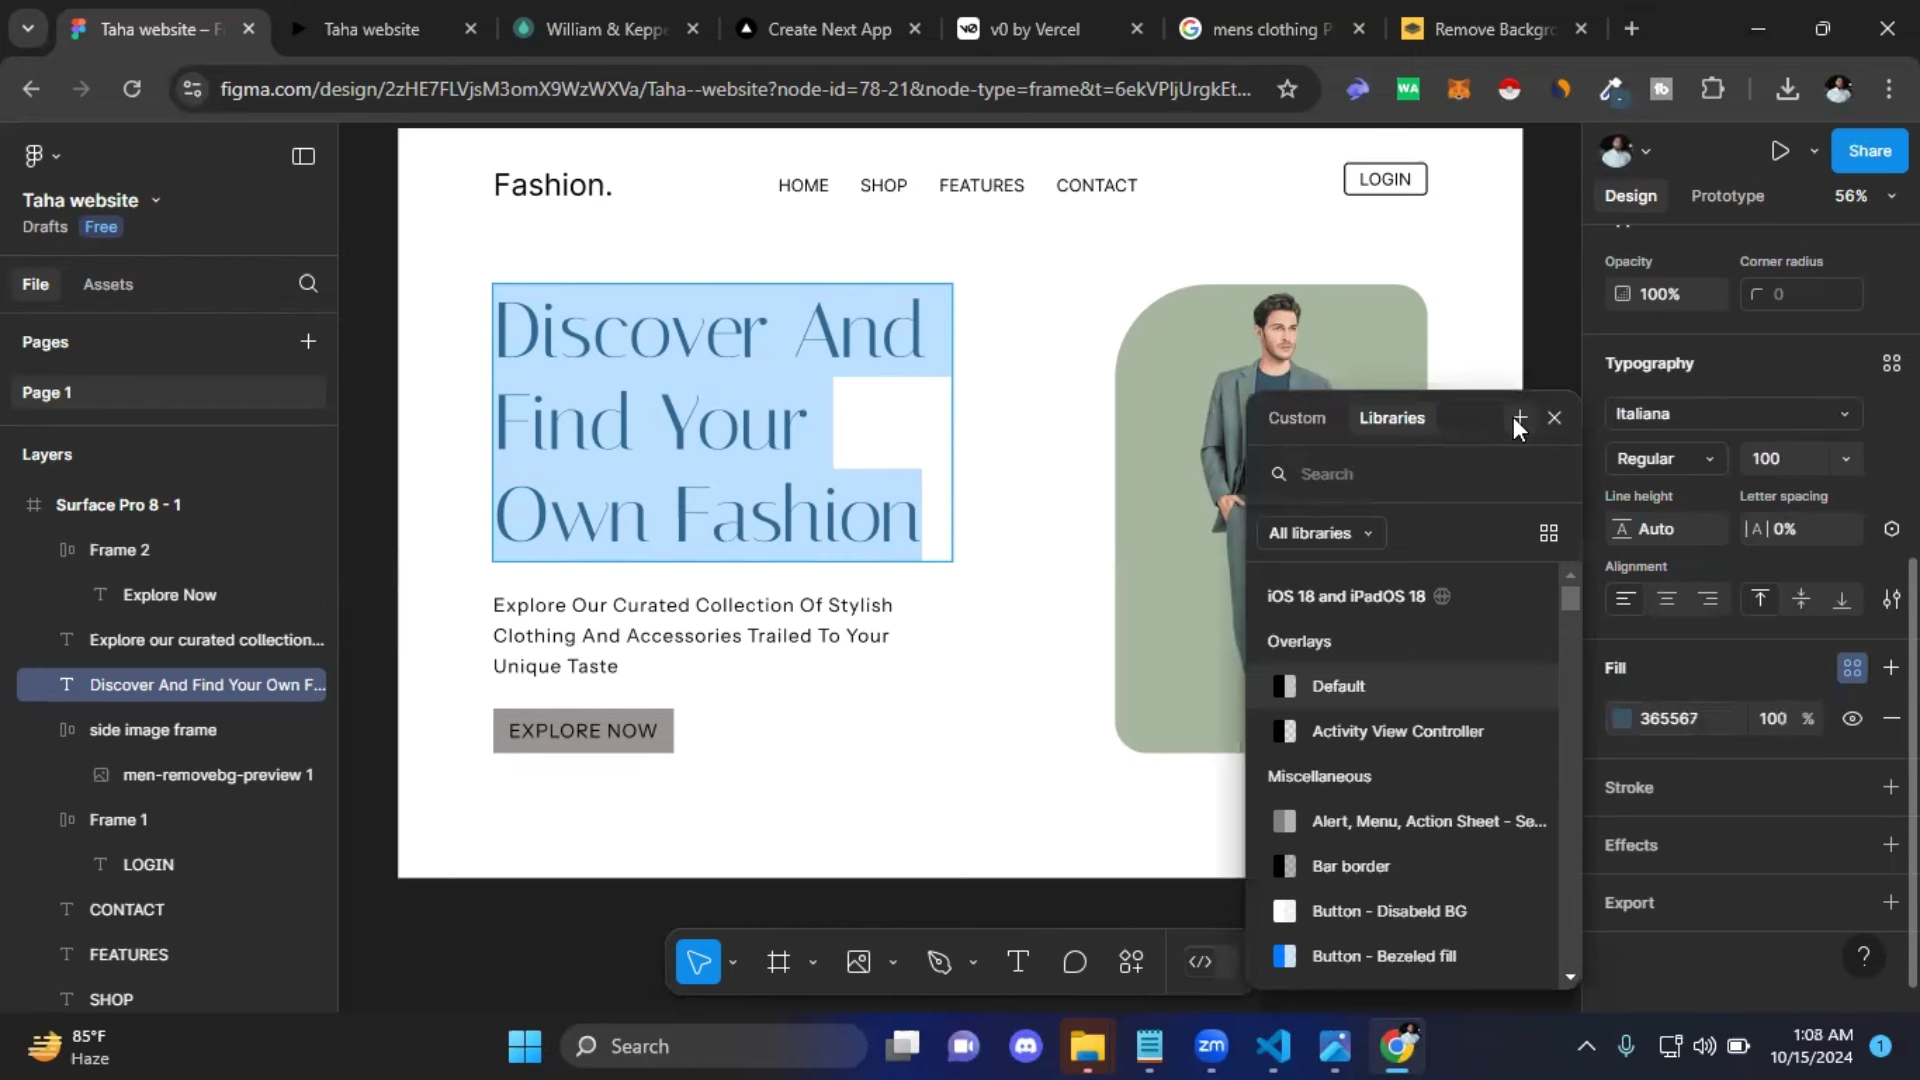 Taha website – F
Taha website
William & Keppe
Create Next App
v0 by Vercel
mens clothing P
Remove Backgro
figma.com/design/2zHE7FLVjsM3omX9WzWXVa/Taha--website?node-id=78-21&node-type=frame&t=6ekVPljUrgkEt...
WA
Taha website
Drafts Free
File Assets
Pages
Page 1
Layers
Surface Pro 8 - 1
Frame 2
Explore Now
Explore our curated collection...
Discover And Find Your Own F...
side image frame
men-removebg-preview 1
Frame 1
LOGIN
CONTACT
FEATURES
SHOP
Fashion. HOME SHOP FEATURES CONTACT LOGIN
Discover And
Find Your
Own Fashion
Explore Our Curated Collection Of Stylish
Clothing And Accessories Trailed To Your
Unique Taste
EXPLORE NOW
Custom Libraries
Search
All libraries
iOS 18 and iPadOS 18
Overlays
Default
Activity View Controller
Miscellaneous
Alert, Menu, Action Sheet - Se...
Bar border
Button - Disabeld BG
Button - Bezeled fill
Share
Design Prototype 56%
Opacity Corner radius
100% 0
Typography
Italiana
Regular 100
Line height Letter spacing
A Auto |A| 0%
Alignment
Fill
365567 100 %
Stroke
Effects
Export
?
85°F
Haze
Search
zm
1:08 AM
10/15/2024
1